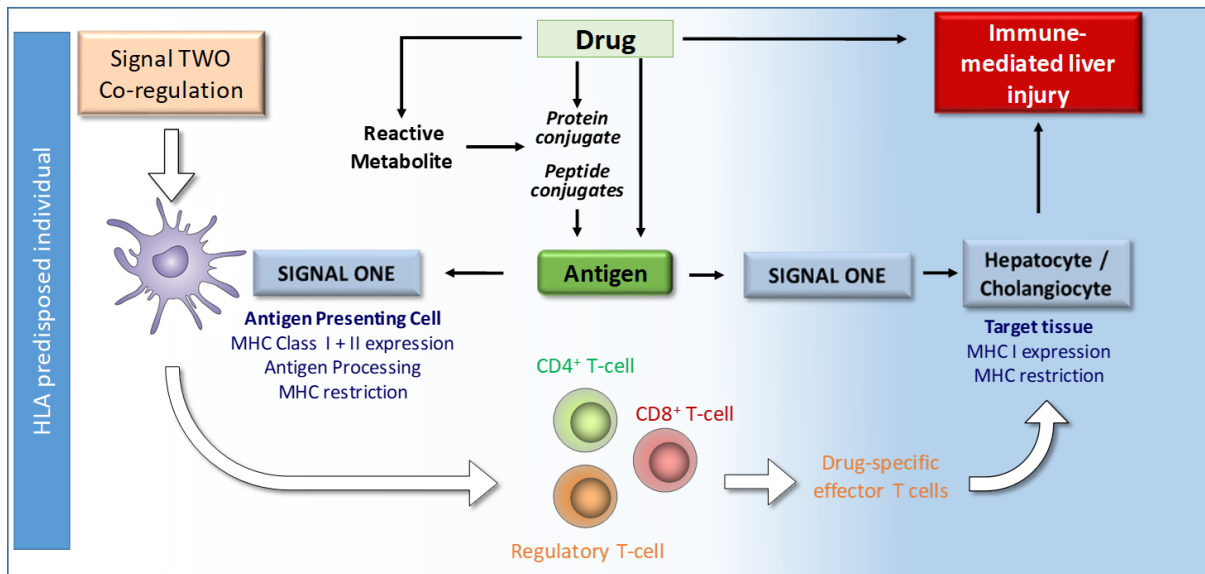 HLA predisposed individual
Signal TWO
Co-regulation
Drug
Immune-
mediated liver
injury
Reactive
Metabolite
Protein
conjugate
Peptide
conjugates
SIGNAL ONE
Antigen
SIGNAL ONE
Hepatocyte /
Cholangiocyte
Antigen Presenting Cell
MHC Class I + II expression
Antigen Processing
MHC restriction
Target tissue
MHC I expression
MHC restriction
CD4⁺ T-cell
CD8⁺ T-cell
Regulatory T-cell
Drug-specific
effector T cells